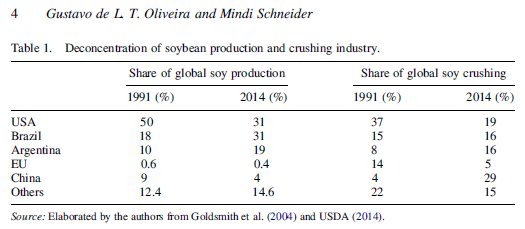 4 Gustavo de L. T. Oliveira and Mindi Schneider
Table 1. Deconcentration of soybean production and crushing industry.
Share of global soy production Share of global soy crushing
1991 (%) 2014 (%) 1991 (%) 2014 (%)
USA 50 31 37 19
Brazil 18 31 15 16
Argentina 10 19 8 16
EU 0.6 0.4 14 5
China 9 4 4 29
Others 12.4 14.6 22 15
Source: Elaborated by the authors from Goldsmith et al. (2004) and USDA (2014).